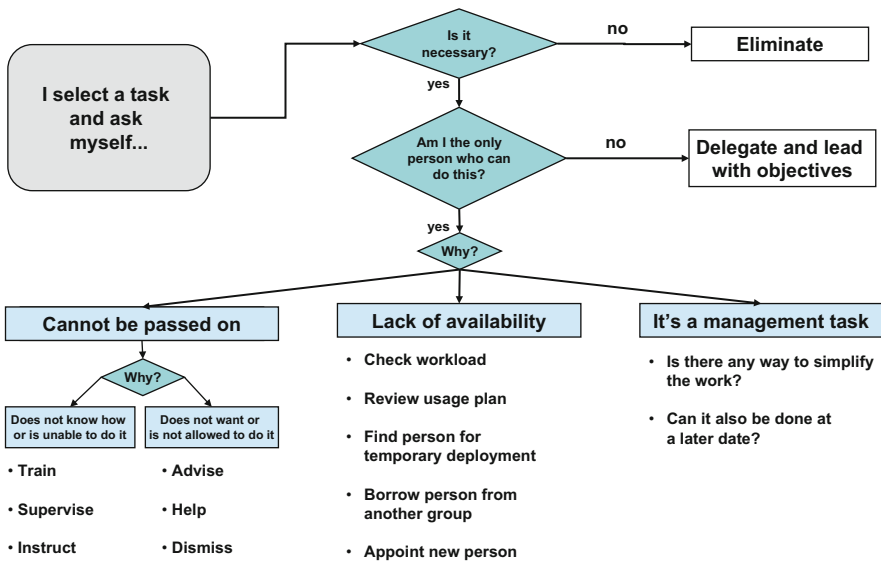 I select a task
and ask
myself...
Is it
necessary?
no
Eliminate
yes
Am I the only
person who can
do this?
no
Delegate and lead
with objectives
yes
Why?
Cannot be passed on
Why?
Does not know how
or is unable to do it
Does not want or
is not allowed to do it
• Train
• Supervise
• Instruct
• Advise
• Help
• Dismiss
Lack of availability
• Check workload
• Review usage plan
• Find person for
temporary deployment
• Borrow person from
another group
• Appoint new person
It's a management task
• Is there any way to simplify
the work?
• Can it also be done at
a later date?